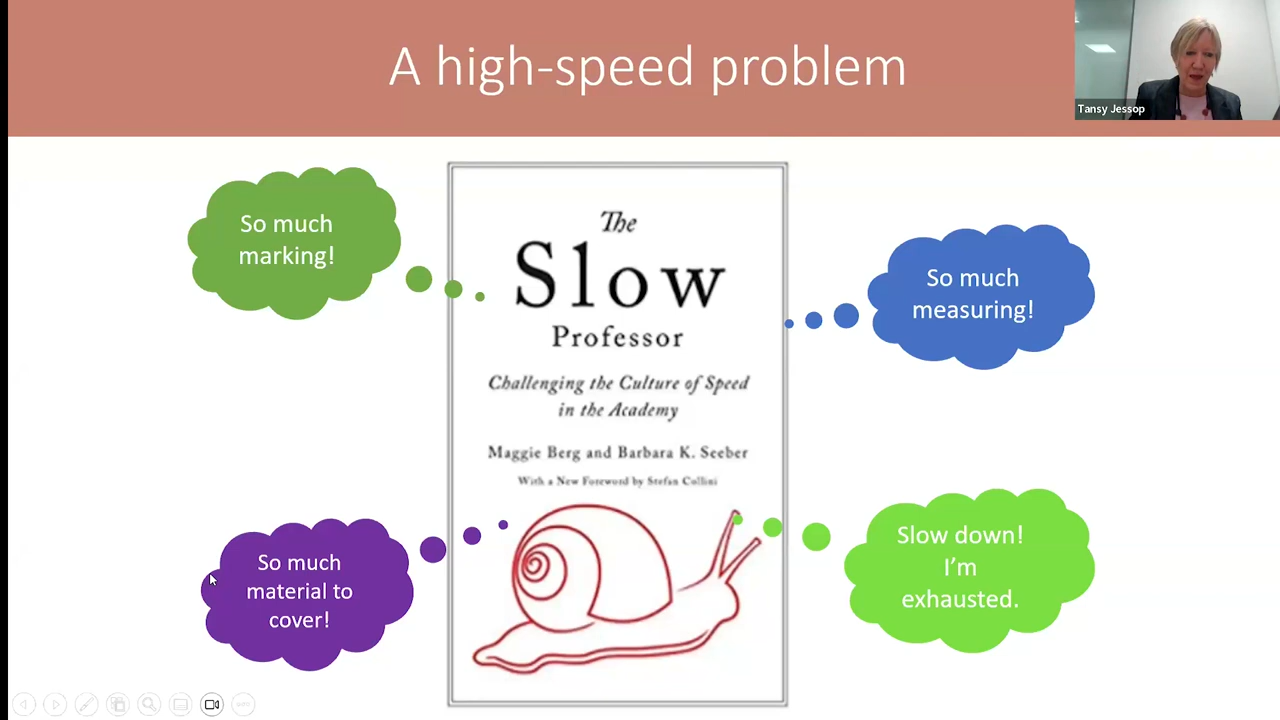 A high-speed problem
Tansy Jessop
So much
marking!
The
Slow
Professor
Challenging the Culture of Speed
in the Academy
Maggie Berg and Barbara K. Seeber
With a New Foreword by Stefan Collini
So much
measuring!
So much
material to
cover!
Slow down!
I'm
exhausted.